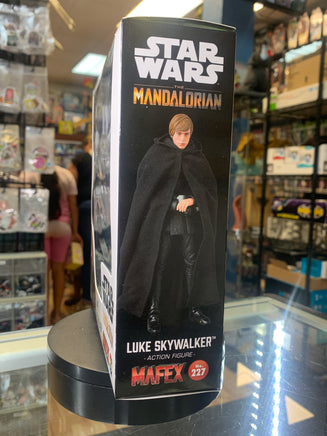 STAR
WARS
THE
MANDALORIAN
LUKE SKYWALKER™
-ACTION FIGURE-
MAFEX No. 227